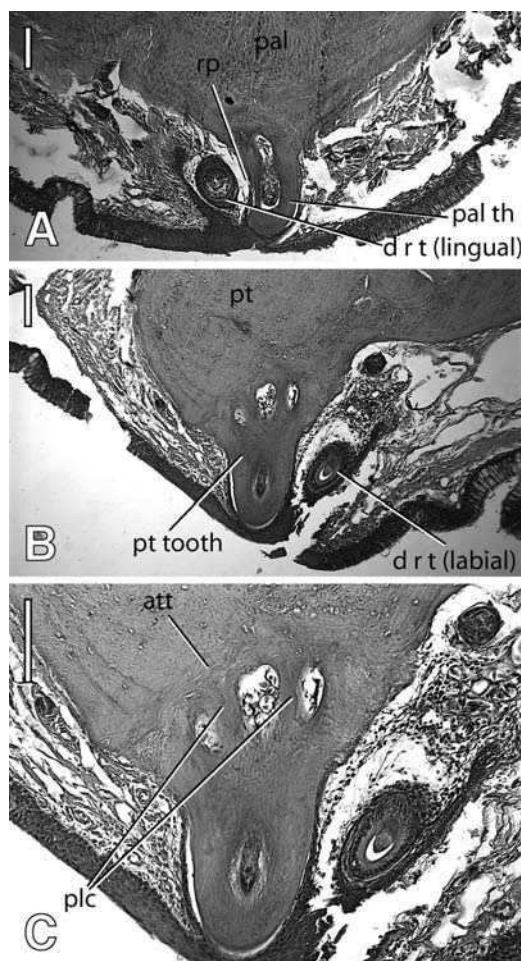 pal
rp
pal th
d r t (lingual)
A
pt
pt tooth
d r t (labial)
B
att
plc
C